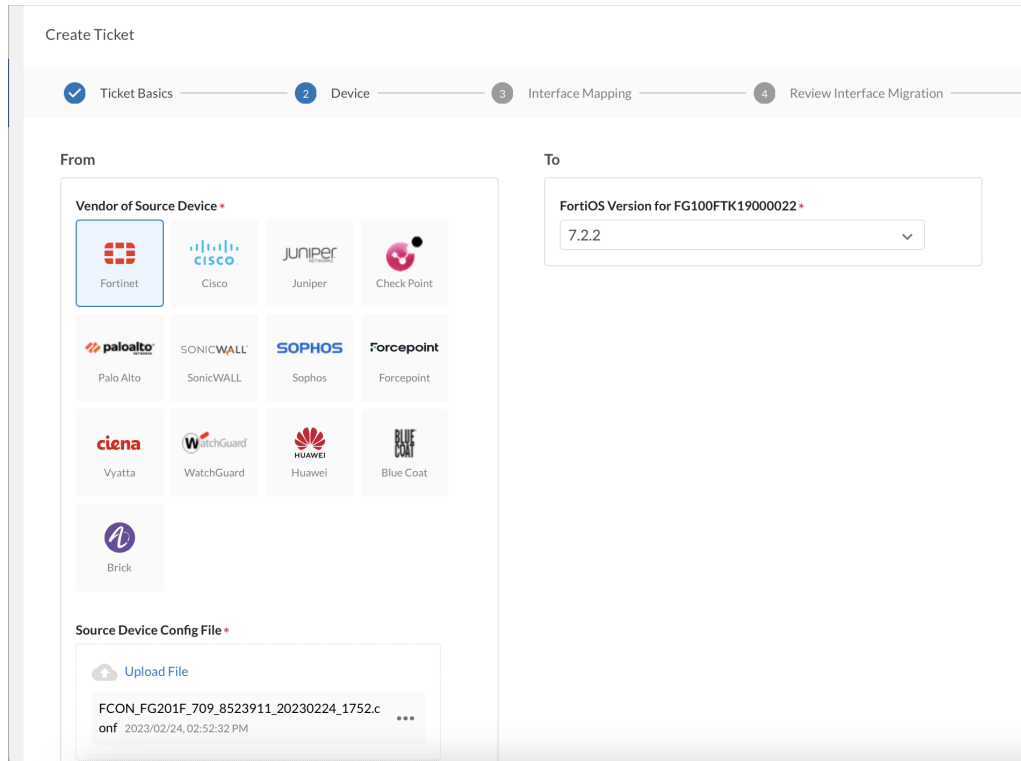 Create Ticket
Ticket Basics
2 Device
3 Interface Mapping
4 Review Interface Migration
From
To
Vendor of Source Device *
FortiOS Version for FG100FTK19000022 *
7.2.2
Fortinet
CISCO
Cisco
JUNIPER
NETWORKS
Juniper
Check Point
paloalto
NETWORKS
Palo Alto
SONICWALL
SonicWALL
SOPHOS
Sophos
Forcepoint
Forcepoint
ciena
Vyatta
WatchGuard
WatchGuard
HUAWEI
Huawei
BLUE
COAT
Blue Coat
Brick
Source Device Config File *
Upload File
FCON_FG201F_709_8523911_20230224_1752.c
onf 2023/02/24, 02:52:32 PM